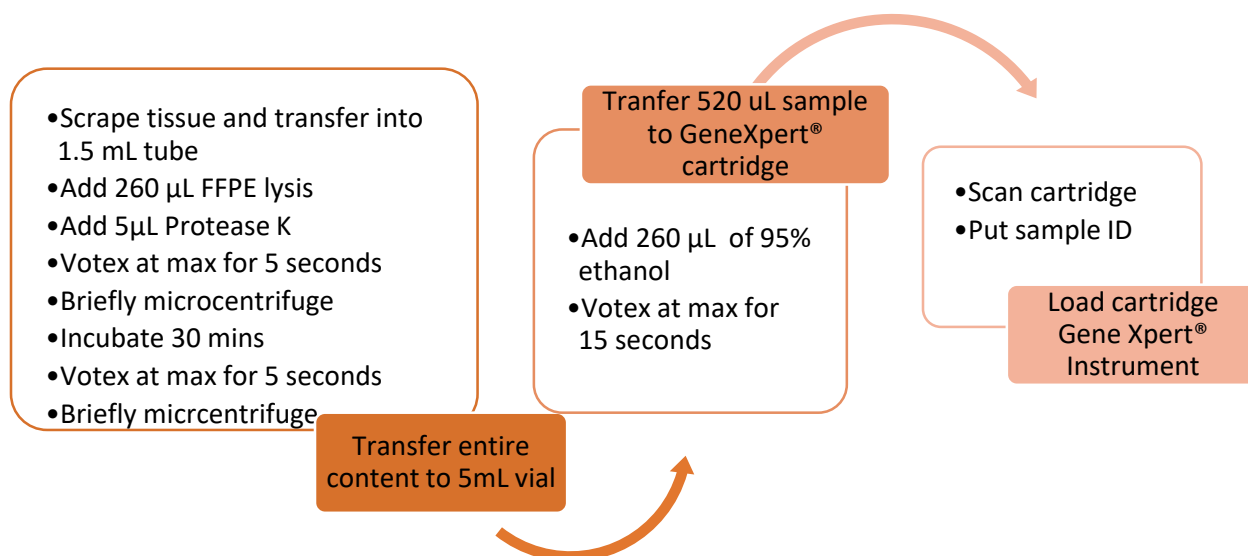 •Scrape tissue and transfer into
1.5 mL tube
•Add 260 µL FFPE lysis
•Add 5µL Protease K
•Votex at max for 5 seconds
•Briefly microcentrifuge
•Incubate 30 mins
•Votex at max for 5 seconds
•Briefly micrcentrifuge
Transfer entire
content to 5mL vial
Tranfer 520 uL sample
to GeneXpert®
cartridge
•Add 260 µL of 95%
ethanol
•Votex at max for
15 seconds
•Scan cartridge
•Put sample ID
Load cartridge
Gene Xpert®
Instrument